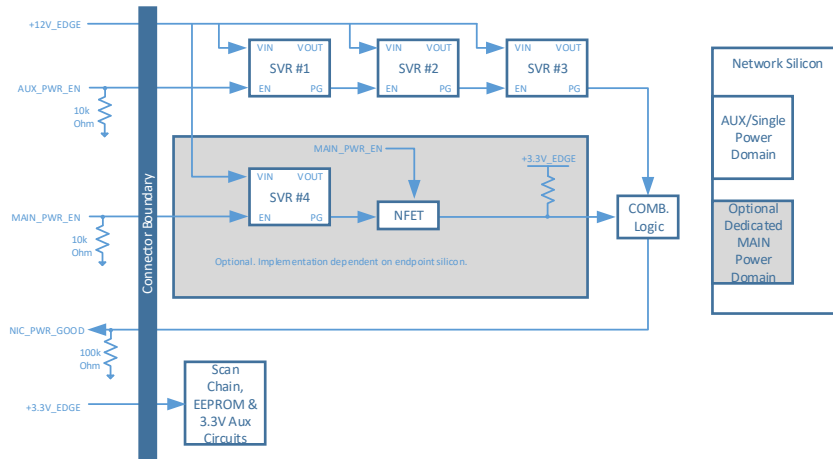 +12V_EDGE
VIN VOUT
SVR #1
EN PG
VIN VOUT
SVR #2
EN PG
VIN VOUT
SVR #3
EN PG
AUX_PWR_EN
10k
Ohm
Network Silicon
AUX/Single
Power
Domain
Optional
Dedicated
MAIN
Power
Domain
MAIN_PWR_EN
+3.3V_EDGE
VIN VOUT
SVR #4
EN PG
NFET
COMB.
Logic
MAIN_PWR_EN
10k
Ohm
Optional. Implementation dependent on endpoint silicon.
Connector Boundary
NIC_PWR_GOOD
100k
Ohm
+3.3V_EDGE
Scan
Chain,
EEPROM &
3.3V Aux
Circuits